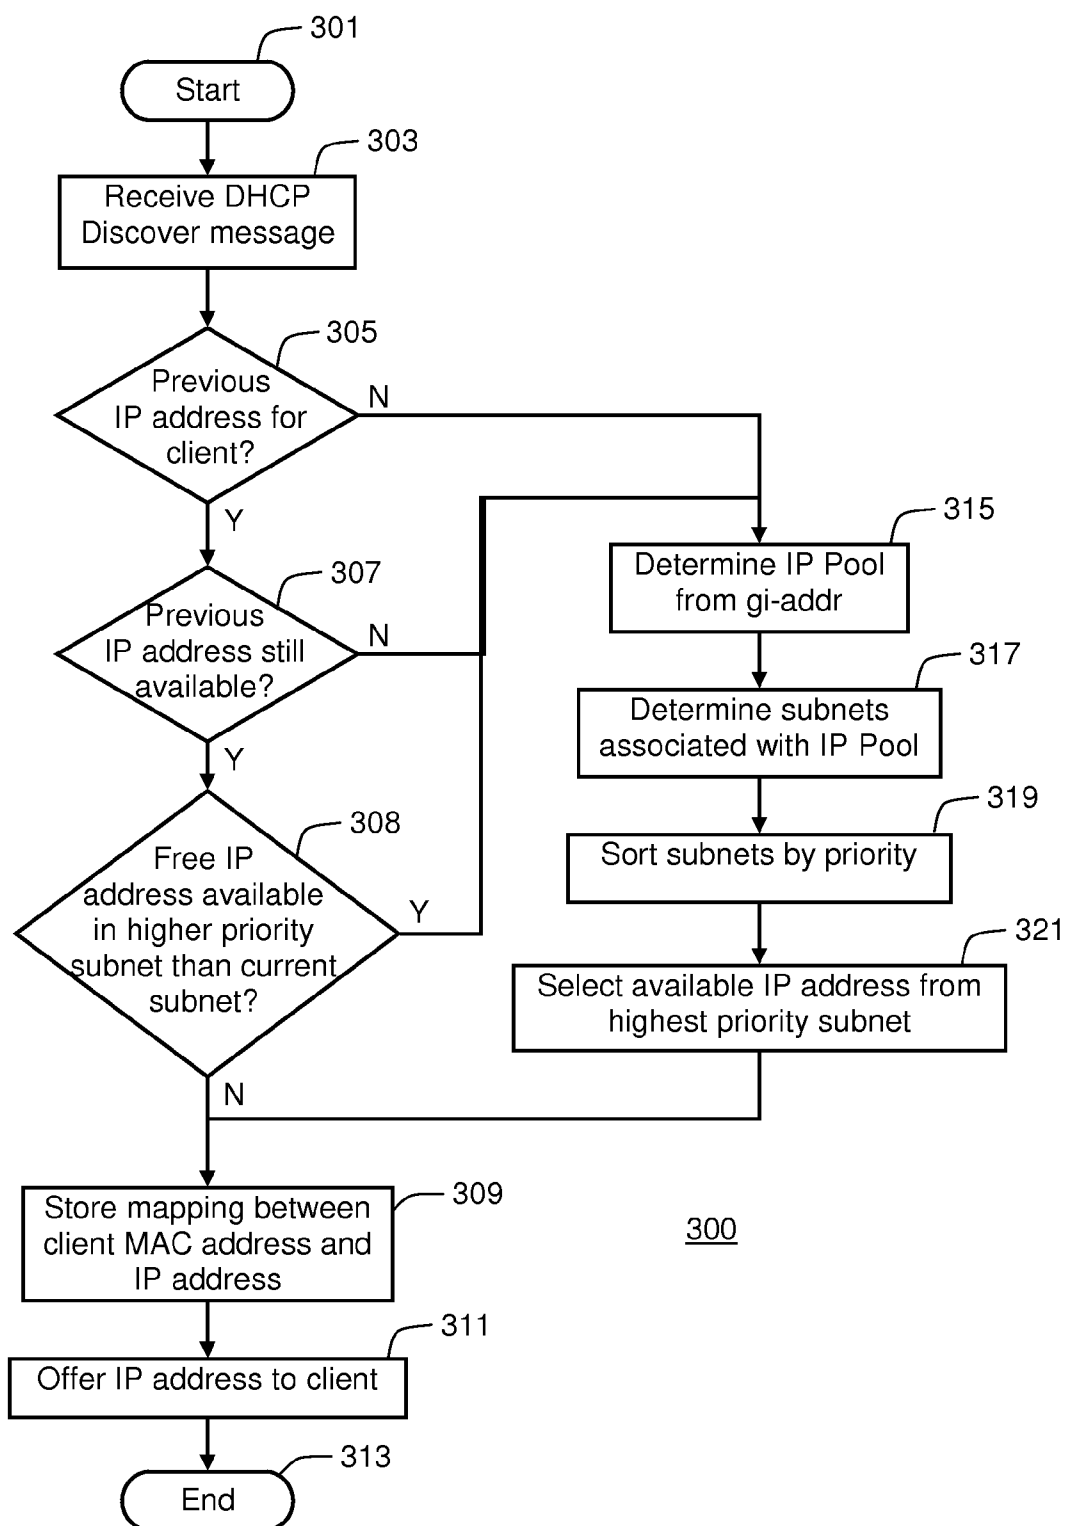 301
Start
303
Receive DHCP
Discover message
305
Previous
IP address for
client?
N
Y
307
Previous
IP address still
available?
N
Y
308
Free IP
address available
in higher priority
subnet than current
subnet?
Y
N
315
Determine IP Pool
from gi-addr
317
Determine subnets
associated with IP Pool
319
Sort subnets by priority
321
Select available IP address from
highest priority subnet
309
Store mapping between
client MAC address and
IP address
300
311
Offer IP address to client
313
End